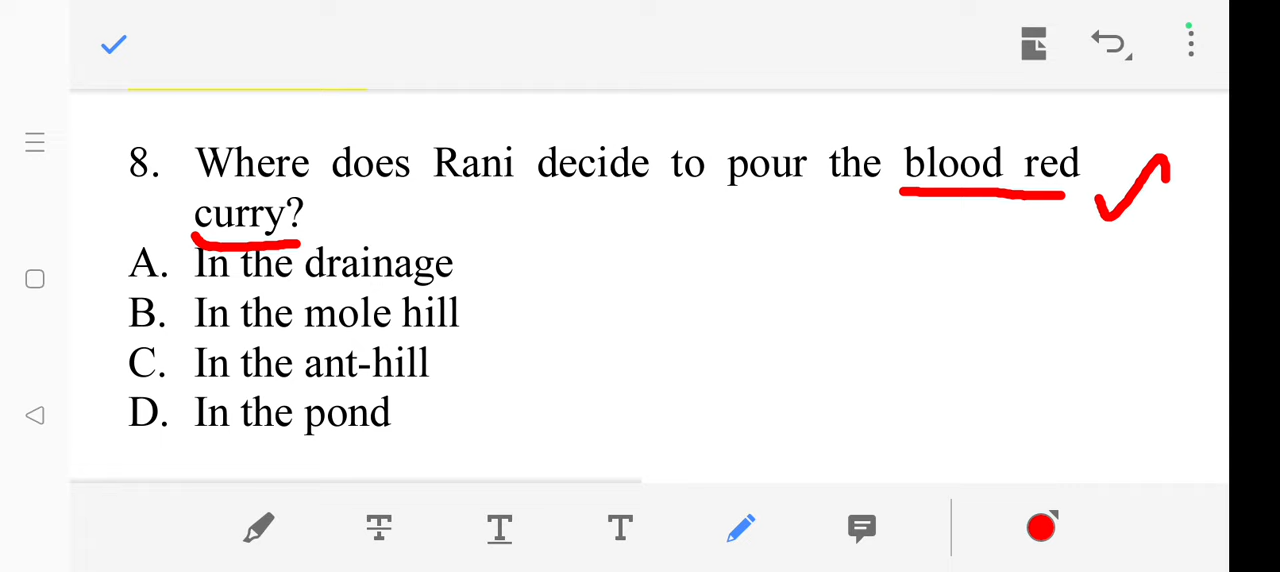 8. Where does Rani decide to pour the blood red
curry?
A. In the drainage
B. In the mole hill
C. In the ant-hill
D. In the pond
T
T
T